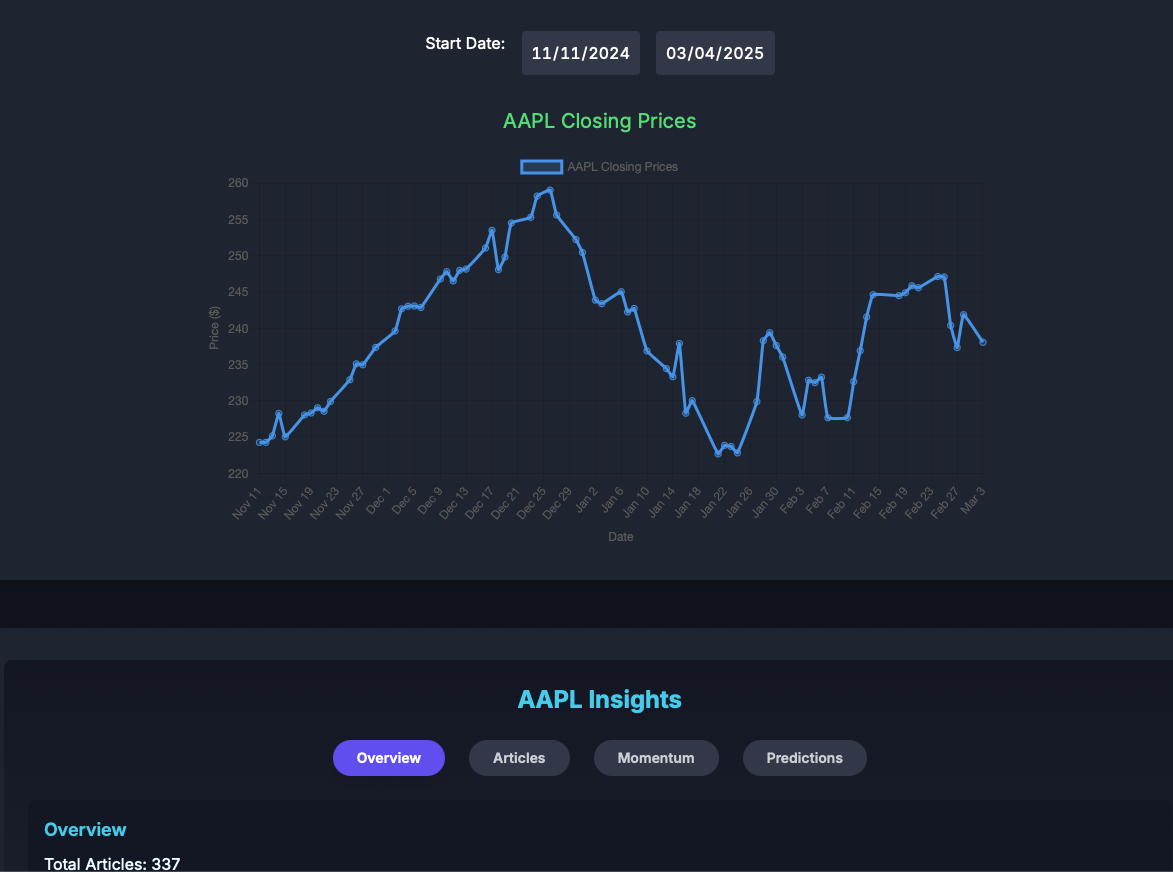 Start Date: 11/11/2024 03/04/2025
AAPL Closing Prices
AAPL Closing Prices
260
255
250
245
240
235
230
225
220
Price ($)
Nov 11 Nov 15 Nov 19 Nov 23 Nov 27 Dec 1 Dec 5 Dec 9 Dec 13 Dec 17 Dec 21 Dec 25 Dec 29 Jan 2 Jan 6 Jan 10 Jan 14 Jan 18 Jan 22 Jan 26 Jan 30 Feb 3 Feb 7 Feb 11 Feb 15 Feb 19 Feb 23 Feb 27 Mar 3
Date
AAPL Insights
Overview Articles Momentum Predictions
Overview
Total Articles: 337